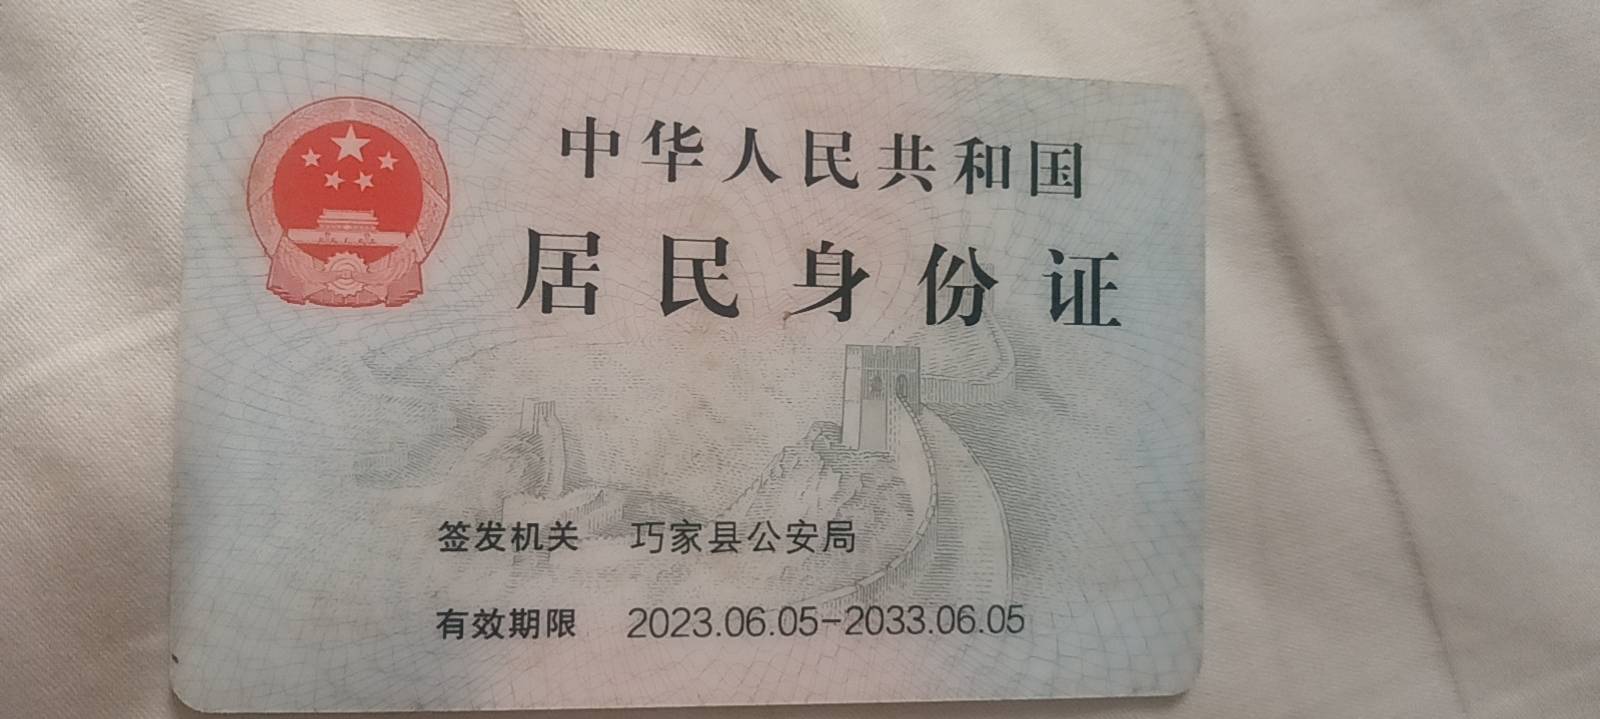 中华人民共和国
居民身份证
签发机关 巧家县公安局
有效期限 2023.06.05-2033.06.05